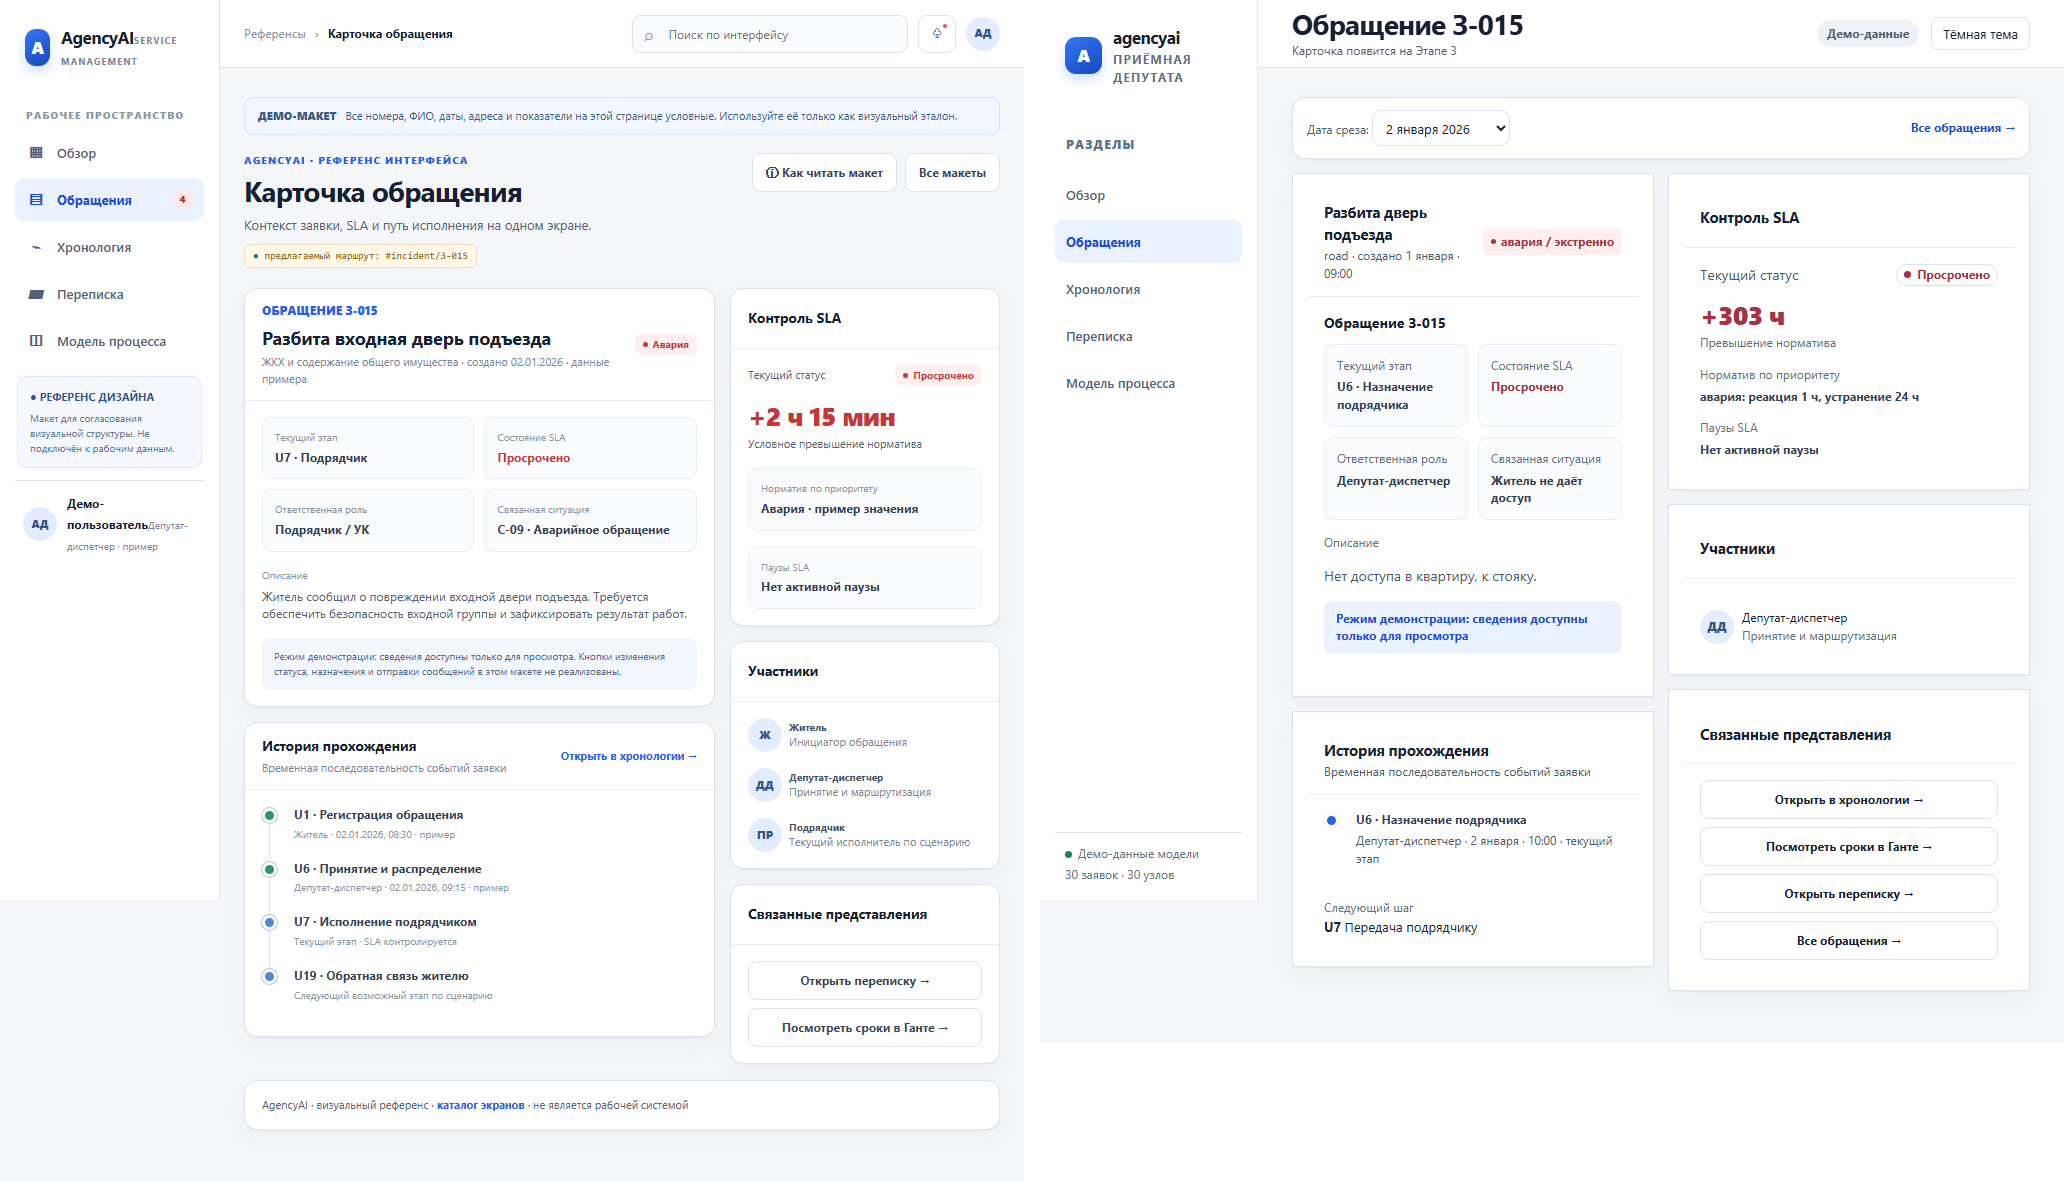 A
AgencyAI SERVICE MANAGEMENT
РАБОЧЕЕ ПРОСТРАНСТВО
Обзор
Обращения 4
Хронология
Переписка
Модель процесса
● РЕФЕРЕНС ДИЗАЙНА
Макет для согласования
визуальной структуры. Не
подключён к рабочим данным.
АД
Демо-
пользователь Депутат-
диспетчер · пример
Референсы › Карточка обращения
Поиск по интерфейсу
АД
ДЕМО-МАКЕТ Все номера, ФИО, даты, адреса и показатели на этой странице условные. Используйте её только как визуальный эталон.
AGENCYAI · РЕФЕРЕНС ИНТЕРФЕЙСА
Карточка обращения
Контекст заявки, SLA и путь исполнения на одном экране.
предлагаемый маршрут: #incident/3-015
ⓘ Как читать макет
Все макеты
ОБРАЩЕНИЕ 3-015
Разбита входная дверь подъезда
ЖКХ и содержание общего имущества · создано 02.01.2026 · данные
примера
Авария
Текущий этап
U7 · Подрядчик
Состояние SLA
Просрочено
Ответственная роль
Подрядчик / УК
Связанная ситуация
С-09 · Аварийное обращение
Описание
Житель сообщил о повреждении входной двери подъезда. Требуется
обеспечить безопасность входной группы и зафиксировать результат работ.
Режим демонстрации: сведения доступны только для просмотра. Кнопки изменения
статуса, назначения и отправки сообщений в этом макете не реализованы.
История прохождения
Временная последовательность событий заявки
Открыть в хронологии →
U1 · Регистрация обращения
Житель · 02.01.2026, 08:30 · пример
U6 · Принятие и распределение
Депутат-диспетчер · 02.01.2026, 09:15 · пример
U7 · Исполнение подрядчиком
Текущий этап · SLA контролируется
U19 · Обратная связь жителю
Следующий возможный этап по сценарию
Контроль SLA
Текущий статус
Просрочено
+2 ч 15 мин
Условное превышение норматива
Норматив по приоритету
Авария · пример значения
Паузы SLA
Нет активной паузы
Участники
Ж
Житель
Инициатор обращения
ДД
Депутат-диспетчер
Принятие и маршрутизация
ПР
Подрядчик
Текущий исполнитель по сценарию
Связанные представления
Открыть переписку →
Посмотреть сроки в Ганте →
AgencyAI · визуальный референс · каталог экранов · не является рабочей системой
A
agencyai
ПРИЁМНАЯ
ДЕПУТАТА
РАЗДЕЛЫ
Обзор
Обращения
Хронология
Переписка
Модель процесса
Демо-данные модели
30 заявок · 30 узлов
Обращение 3-015
Карточка появится на Этапе 3
Демо-данные
Тёмная тема
Дата среза: 2 января 2026
Все обращения →
Разбита дверь
подъезда
road · создано 1 января ·
09:00
авария / экстренно
Обращение 3-015
Текущий этап
U6 · Назначение
подрядчика
Состояние SLA
Просрочено
Ответственная роль
Депутат-диспетчер
Связанная ситуация
Житель не даёт
доступ
Описание
Нет доступа в квартиру, к стояку.
Режим демонстрации: сведения доступны
только для просмотра
История прохождения
Временная последовательность событий заявки
U6 · Назначение подрядчика
Депутат-диспетчер · 2 января · 10:00 · текущий
этап
Следующий шаг
U7 Передача подрядчику
Контроль SLA
Текущий статус
Просрочено
+303 ч
Превышение норматива
Норматив по приоритету
авария: реакция 1 ч, устранение 24 ч
Паузы SLA
Нет активной паузы
Участники
ДД
Депутат-диспетчер
Принятие и маршрутизация
Связанные представления
Открыть в хронологии →
Посмотреть сроки в Ганте →
Открыть переписку →
Все обращения →